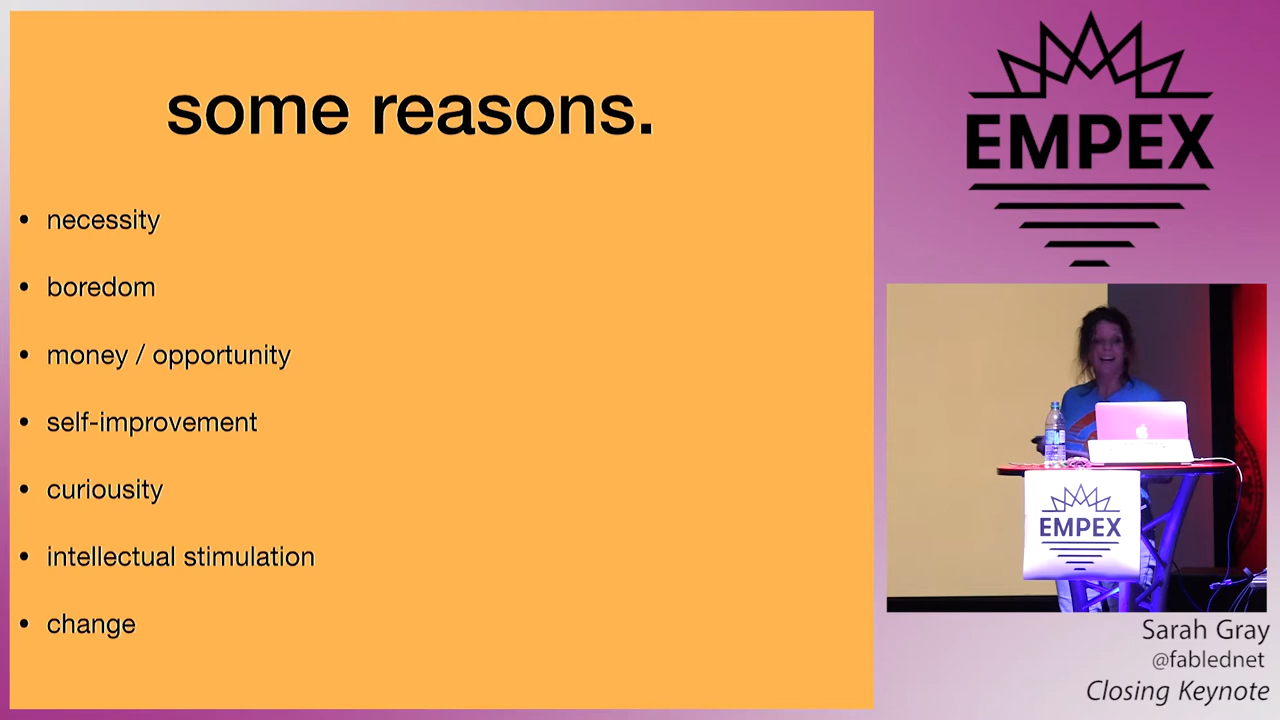 some reasons.
• necessity
• boredom
• money / opportunity
• self-improvement
• curiousity
• intellectual stimulation
• change
EMPEX
EMPEX
Sarah Gray
@fablednet
Closing Keynote